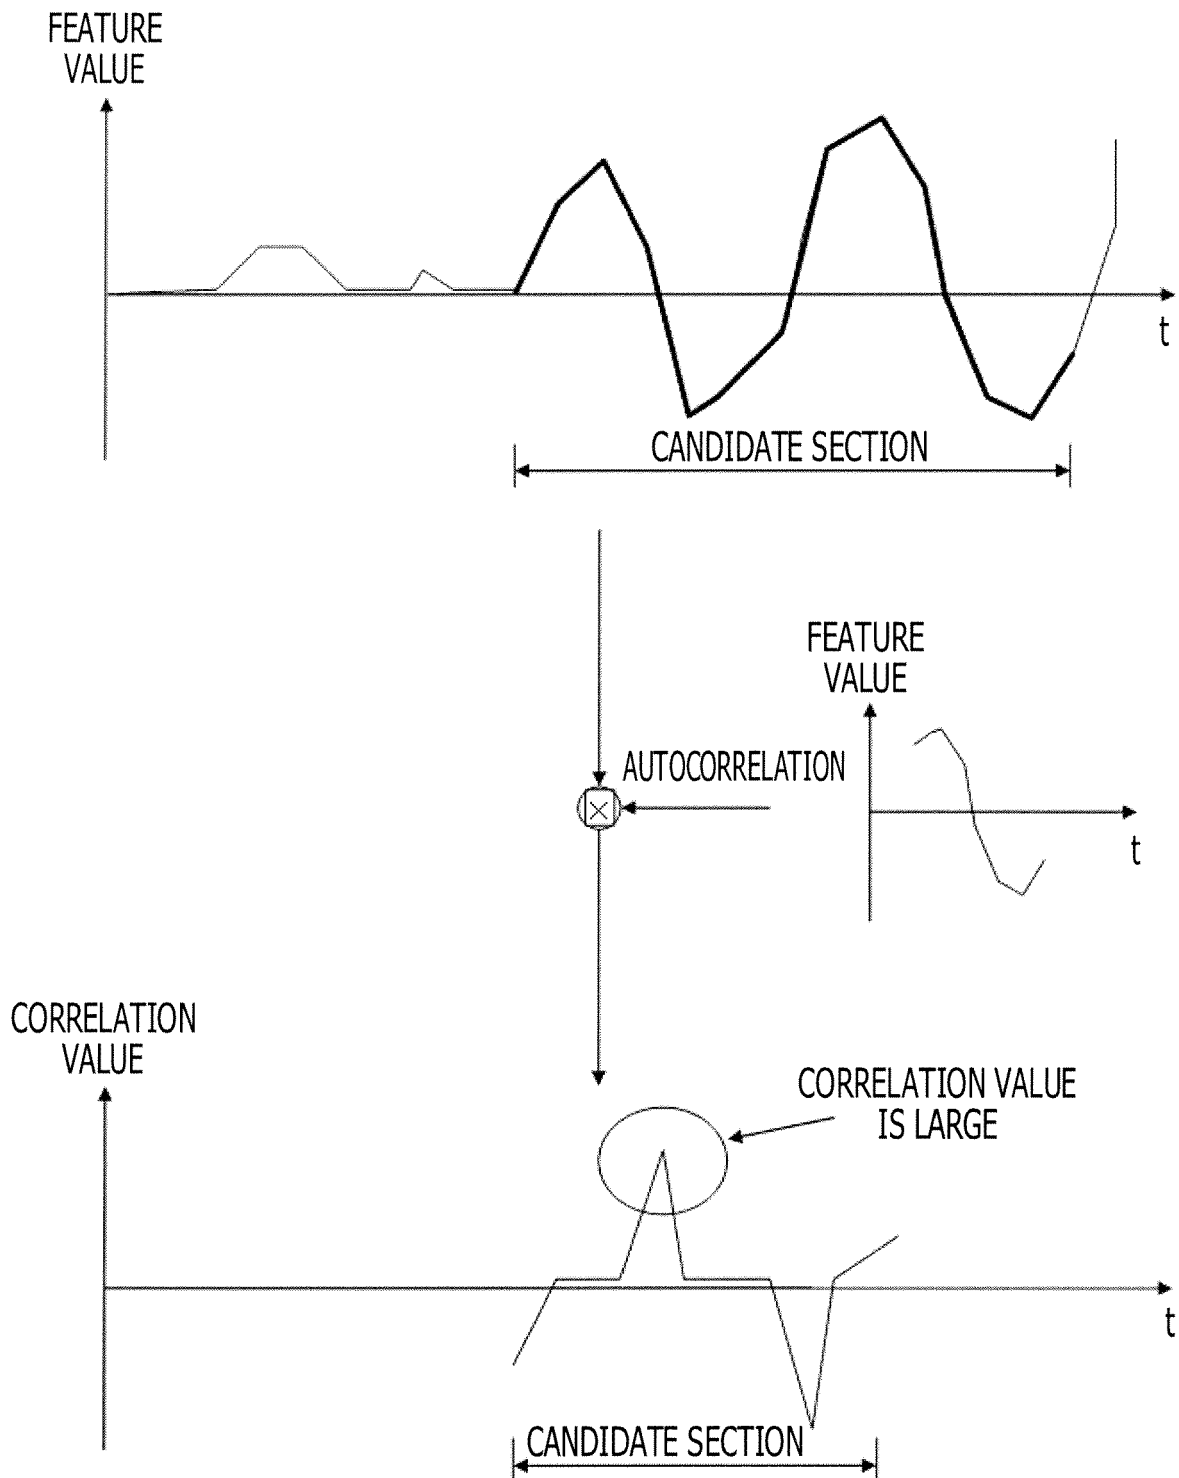 FEATURE
VALUE
t
CANDIDATE SECTION
FEATURE
VALUE
AUTOCORRELATION
t
CORRELATION
VALUE
CORRELATION VALUE
IS LARGE
t
CANDIDATE SECTION